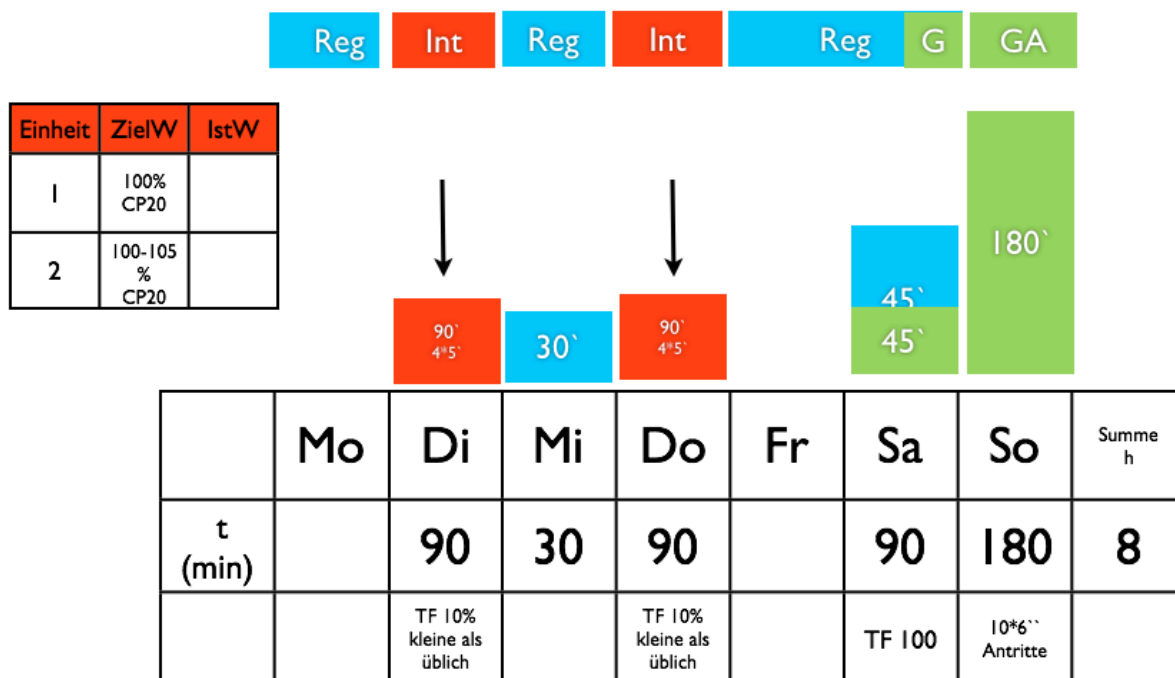 Reg Int Reg Int Reg G GA
Einheit ZielW IstW
1 100%
CP20
2 100-105
%
CP20
180`
45`
45`
90`
4*5`
30`
90`
4*5`
Mo Di Mi Do Fr Sa So Summe
h
t
(min) 90 30 90 90 180 8
TF 10%
kleine als
üblich
TF 10%
kleine als
üblich
TF 100
10*6``
Antritte